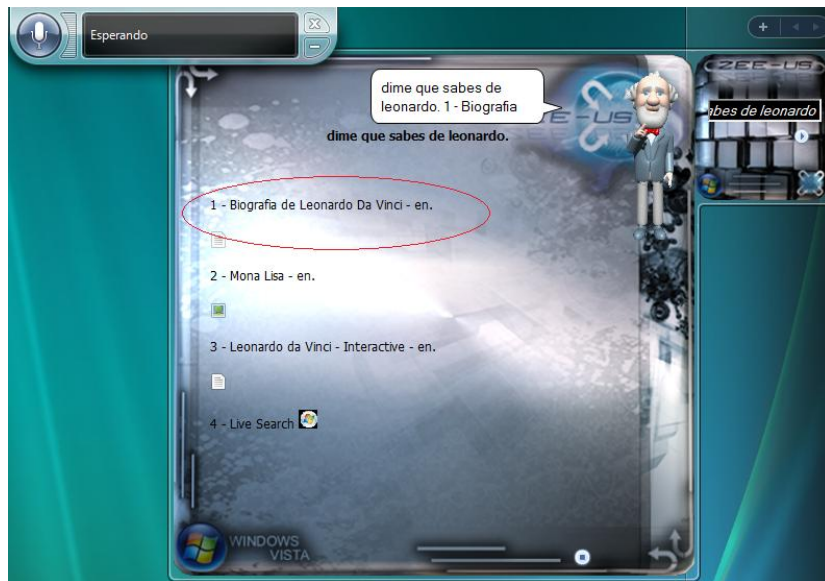 Esperando
dime que sabes de
leonardo. 1 - Biografia
ZEE-US
abes de leonardo
E-US
dime que sabes de leonardo.
1 - Biografia de Leonardo Da Vinci - en.
2 - Mona Lisa - en.
3 - Leonardo da Vinci - Interactive - en.
4 - Live Search
WINDOWS
VISTA